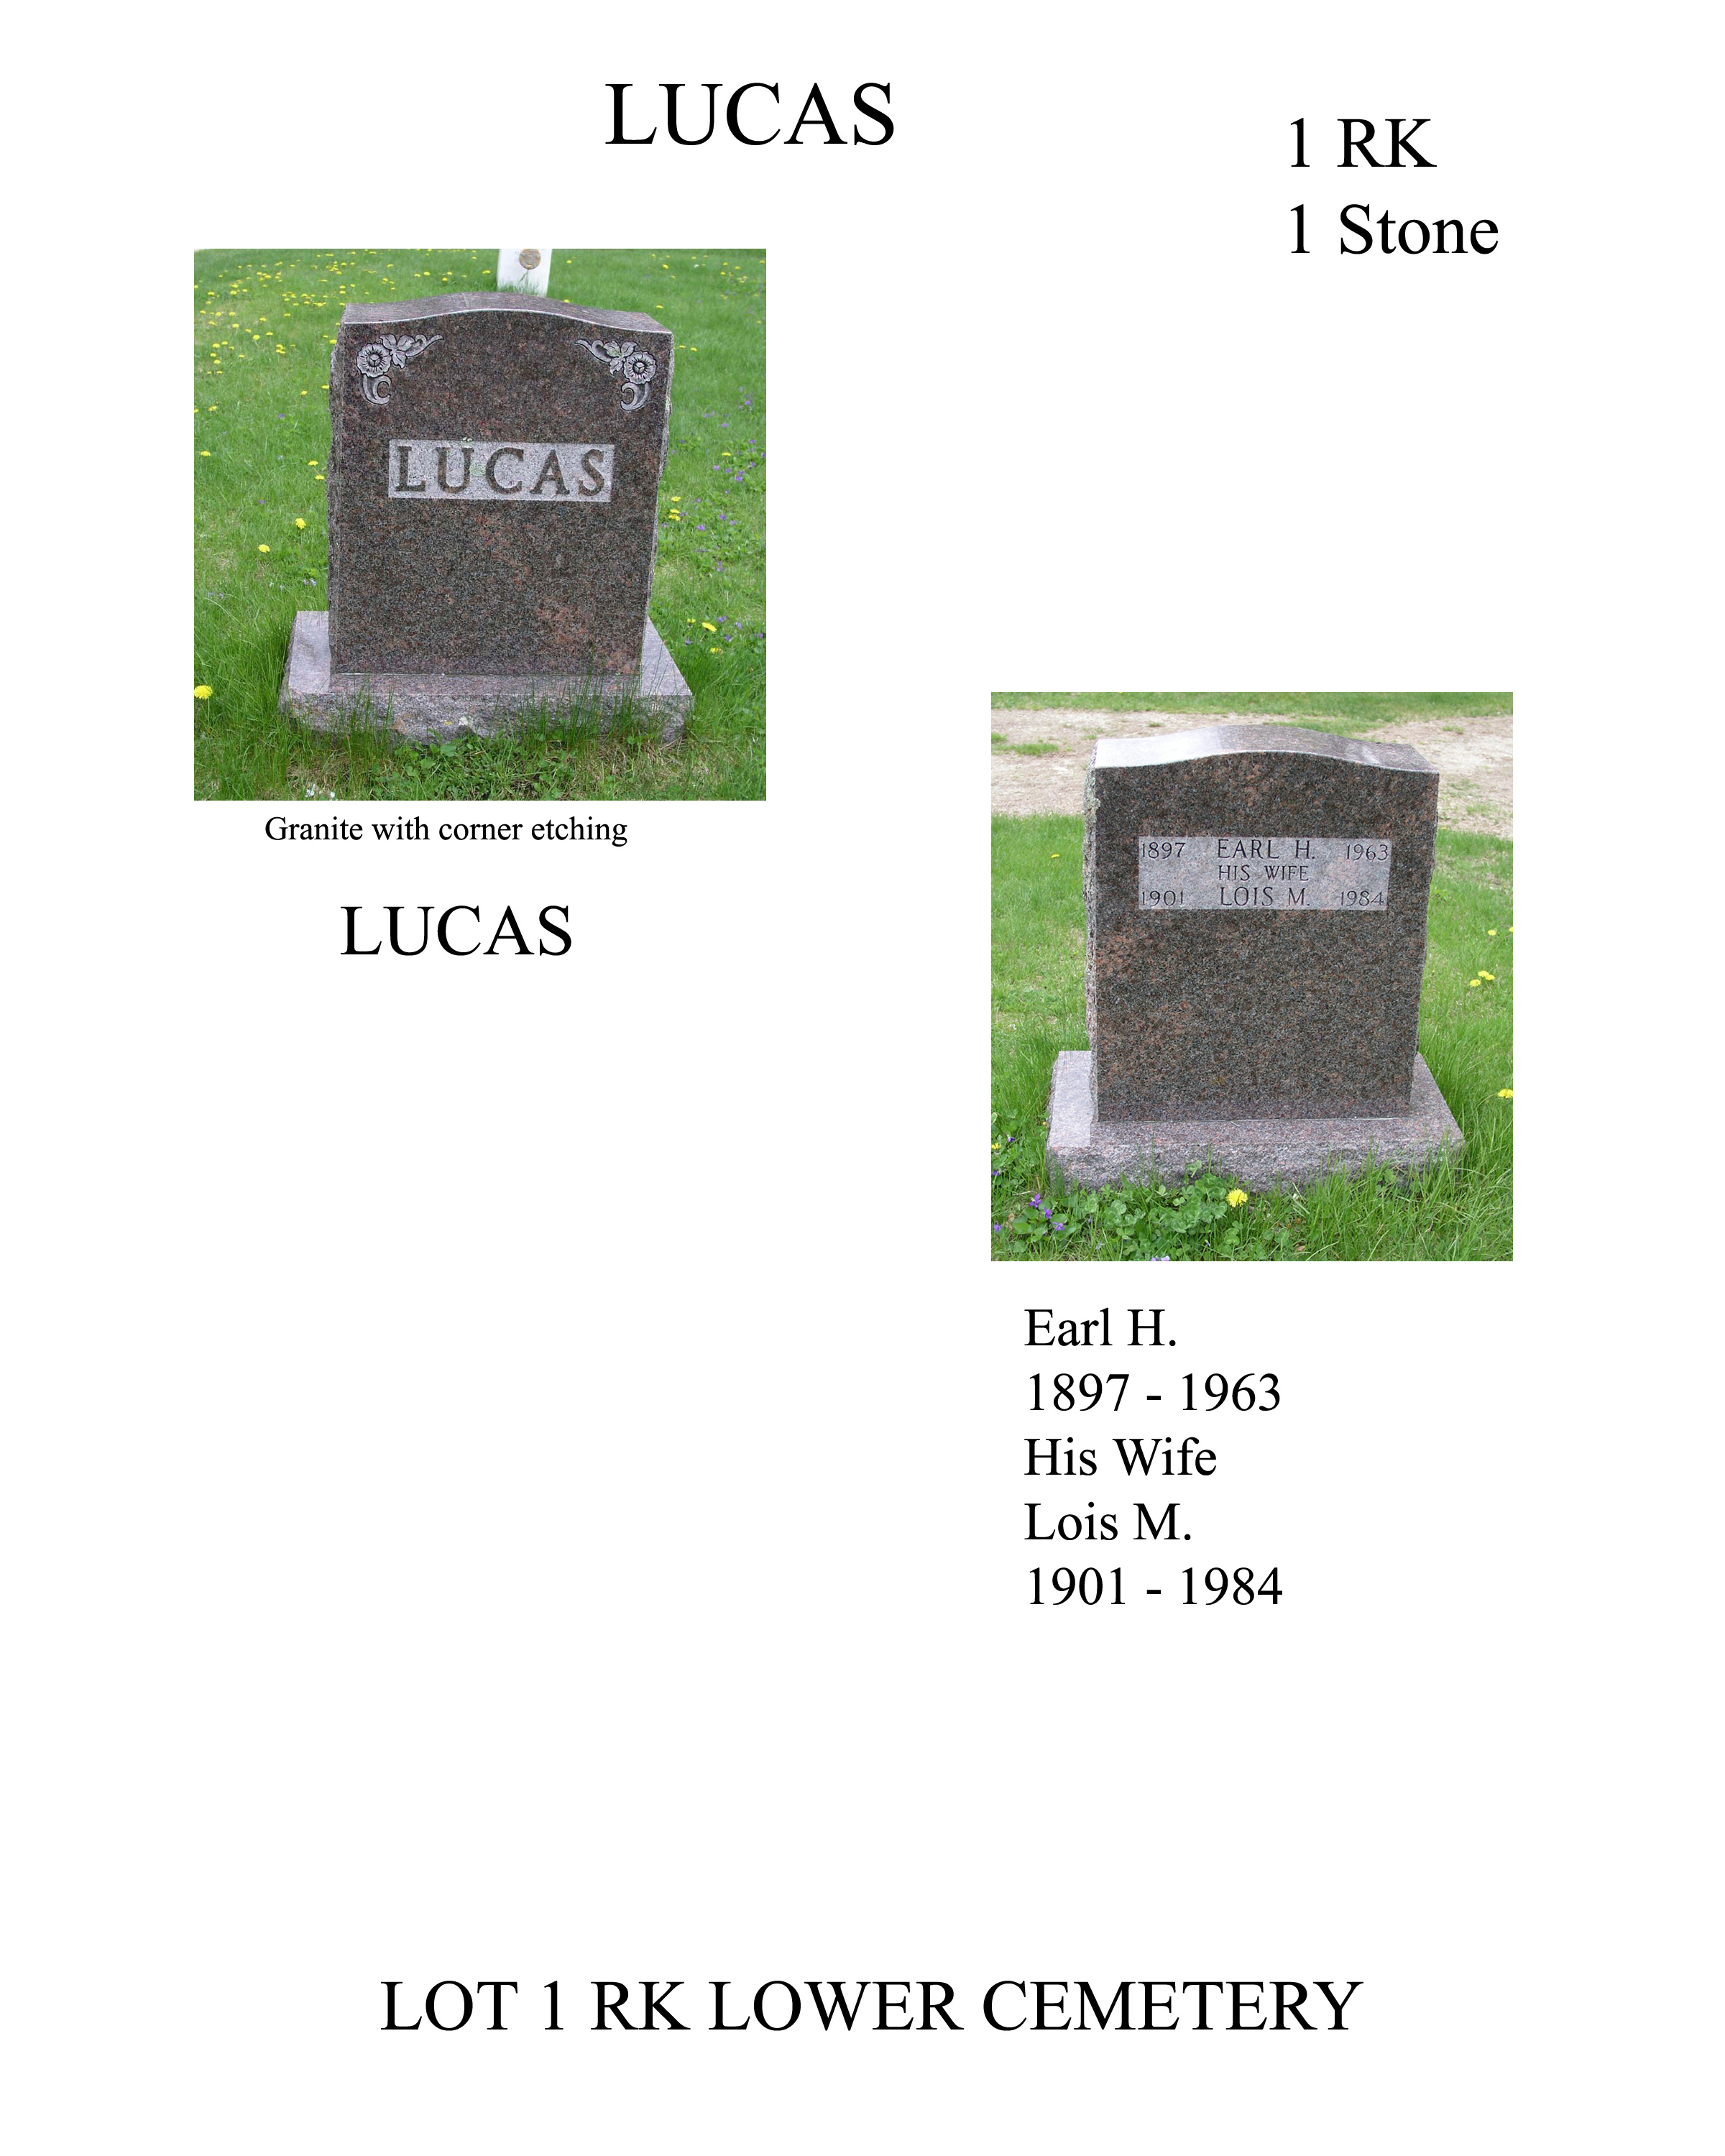 LUCAS
1 RK
1 Stone
LUCAS
Granite with corner etching
LUCAS
1897 EARL H. 1963
HIS WIFE
1901 LOIS M. 1984
Earl H.
1897 - 1963
His Wife
Lois M.
1901 - 1984
LOT 1 RK LOWER CEMETERY